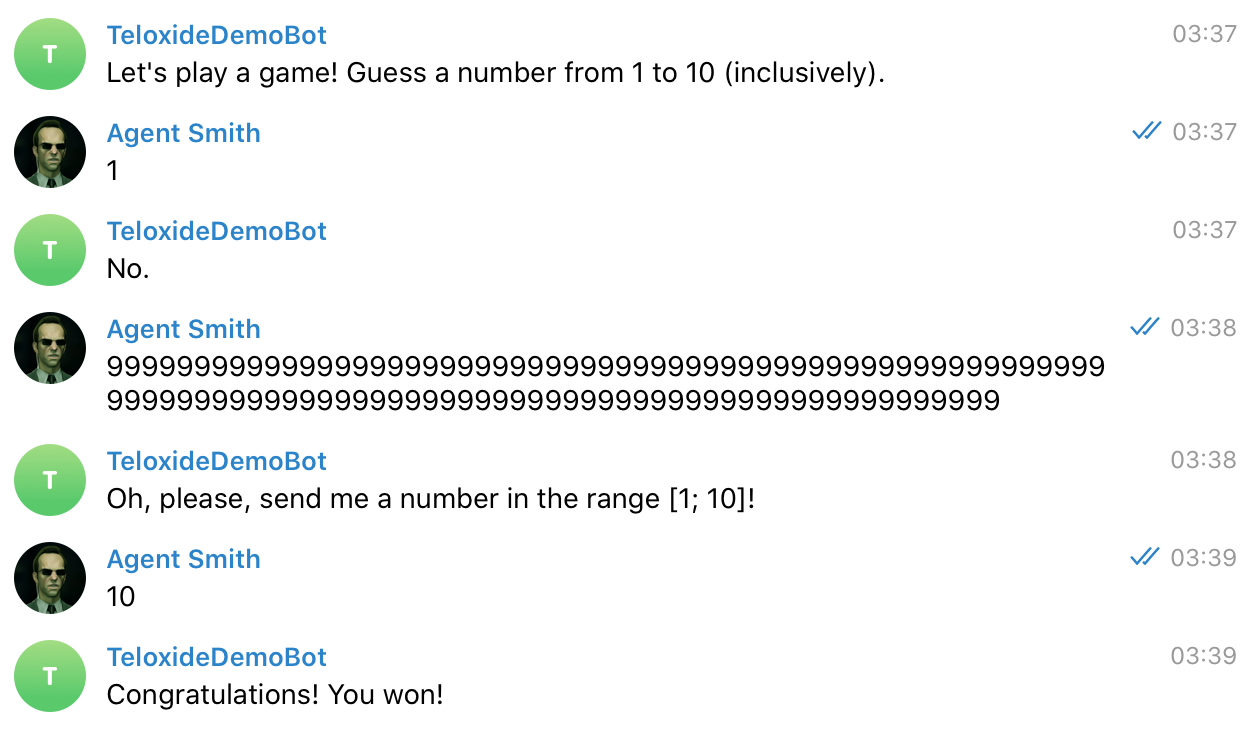 T
TeloxideDemoBot
03:37
Let's play a game! Guess a number from 1 to 10 (inclusively).
Agent Smith
03:37
1
T
TeloxideDemoBot
03:37
No.
Agent Smith
03:38
999999999999999999999999999999999999999999999999999999999
999999999999999999999999999999999999999999999999999
T
TeloxideDemoBot
03:38
Oh, please, send me a number in the range [1; 10]!
Agent Smith
03:39
10
T
TeloxideDemoBot
03:39
Congratulations! You won!